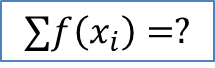 ∑f(xᵢ) =?